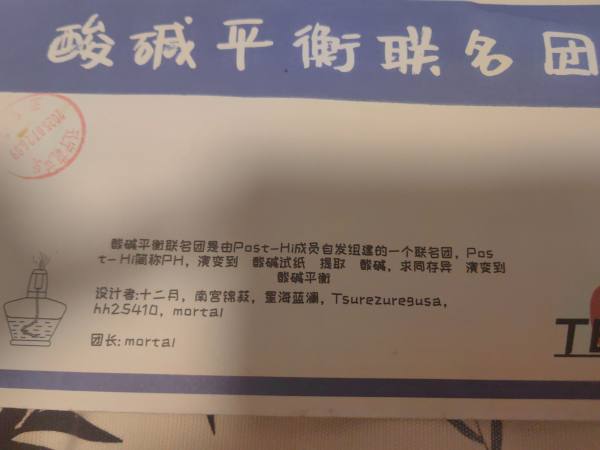 酸碱平衡联名团
酸碱平衡联名团是由Post-Hi成员自发组建的一个联名团，Pos
t-Hi简称PH，演变到 酸碱试纸 提取 酸碱，求同存异 演变到
酸碱平衡
设计者:十二月，南宫锦菽，星海蓝澜，Tsurezuregusa，
hh25410，mortal
团长: mortal